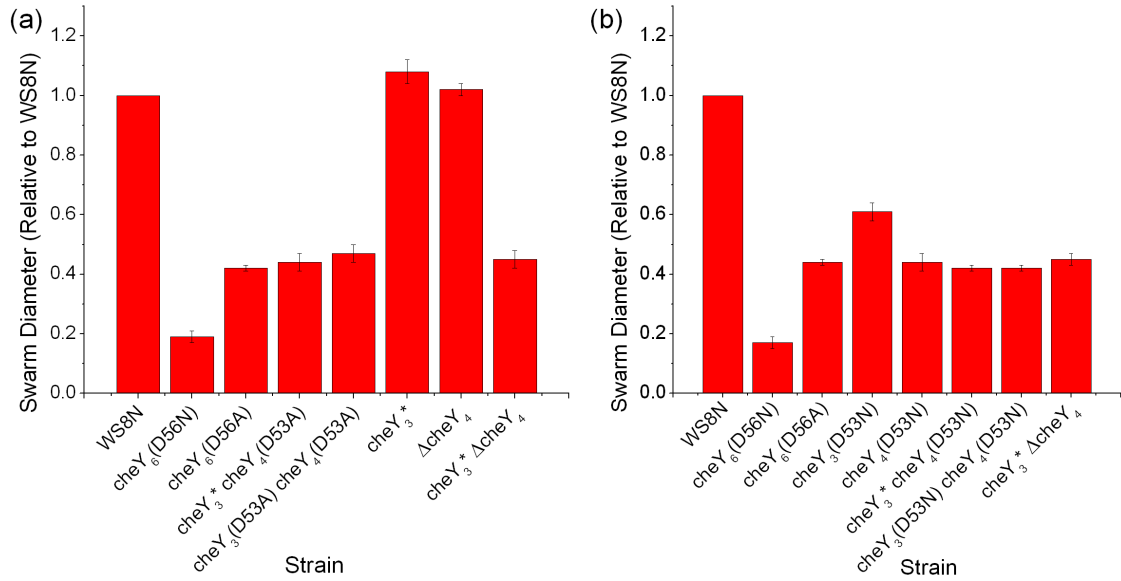 (a)
Swarm Diameter (Relative to WS8N)
1.2
1.0
0.8
0.6
0.4
0.2
0.0
WS8N
cheY₆(D56N)
cheY₆(D56A)
cheY₃* cheY₄(D53A)
cheY₃(D53A) cheY₄(D53A)
cheY₃*
ΔcheY₄
cheY₃* ΔcheY₄
Strain
(b)
Swarm Diameter (Relative to WS8N)
1.2
1.0
0.8
0.6
0.4
0.2
0.0
WS8N
cheY₆(D56N)
cheY₆(D56A)
cheY₃(D53N)
cheY₄(D53N)
cheY₃* cheY₄(D53N)
cheY₃(D53N) cheY₄(D53N)
cheY₃* ΔcheY₄
Strain